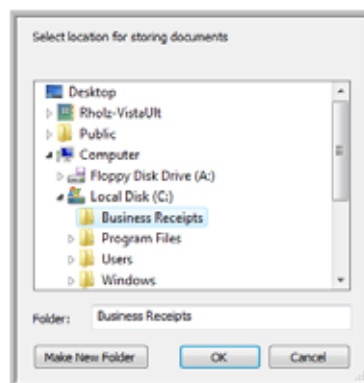 Select location for storing documents
Desktop
Rholz-VistaUlt
Public
Computer
Floppy Disk Drive (A:)
Local Disk (C:)
Business Receipts
Program Files
Users
Windows
Folder: Business Receipts
Make New Folder OK Cancel